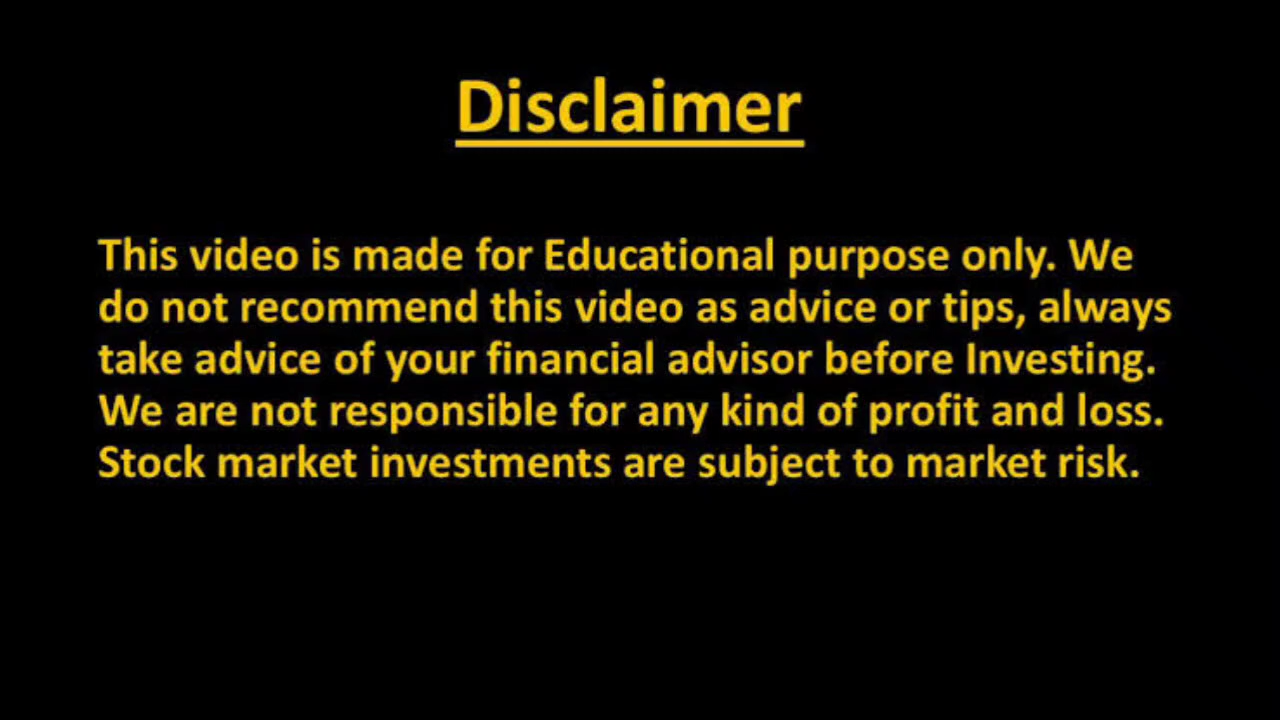 Disclaimer
This video is made for Educational purpose only. We
do not recommend this video as advice or tips, always
take advice of your financial advisor before Investing.
We are not responsible for any kind of profit and loss.
Stock market investments are subject to market risk.